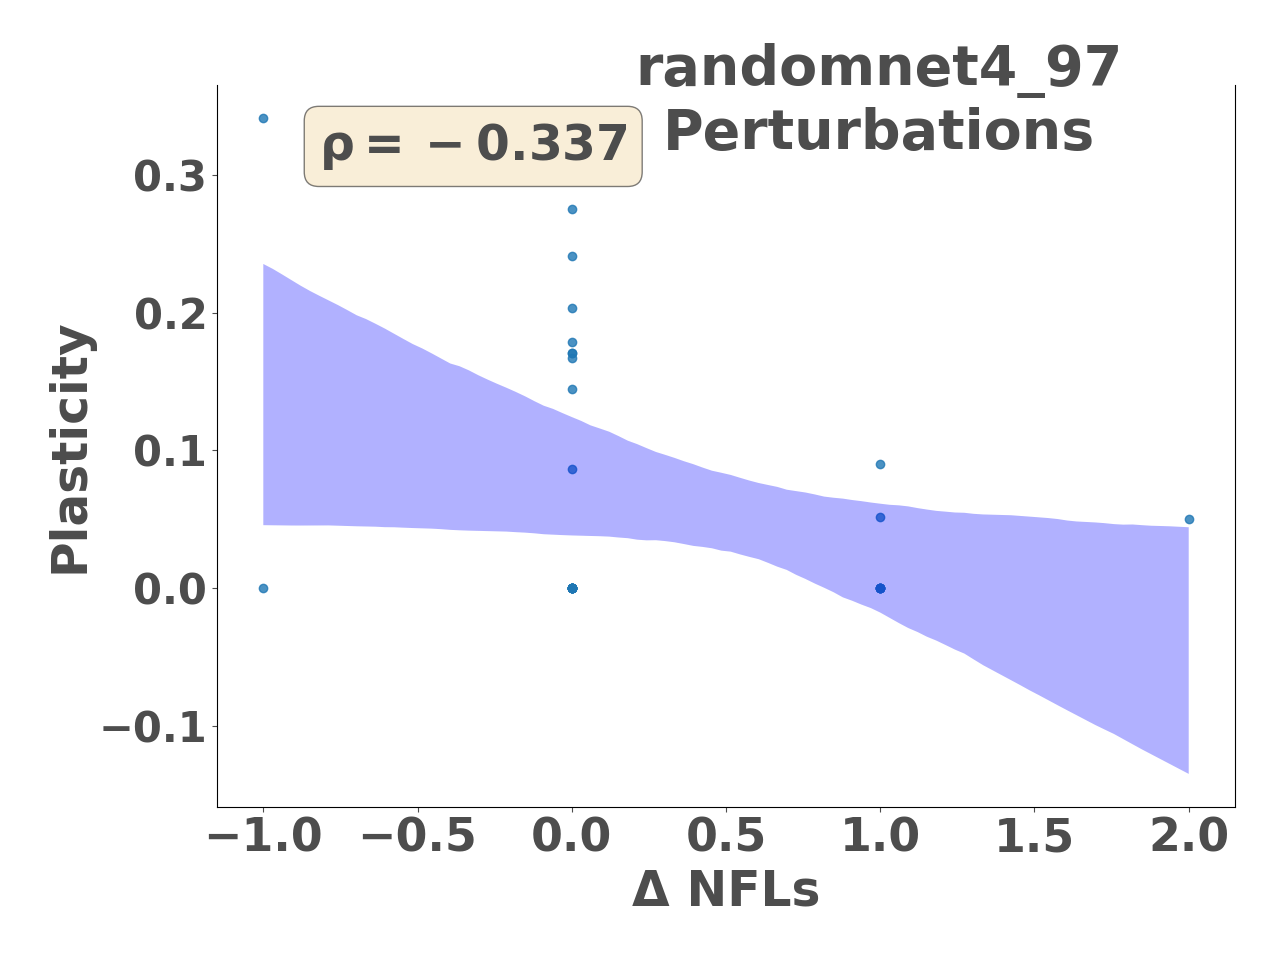 randomnet4_97
Perturbations
ρ = −0.337
0.3
0.2
0.1
0.0
−0.1
Plasticity
−1.0 −0.5 0.0 0.5 1.0 1.5 2.0
Δ NFLs